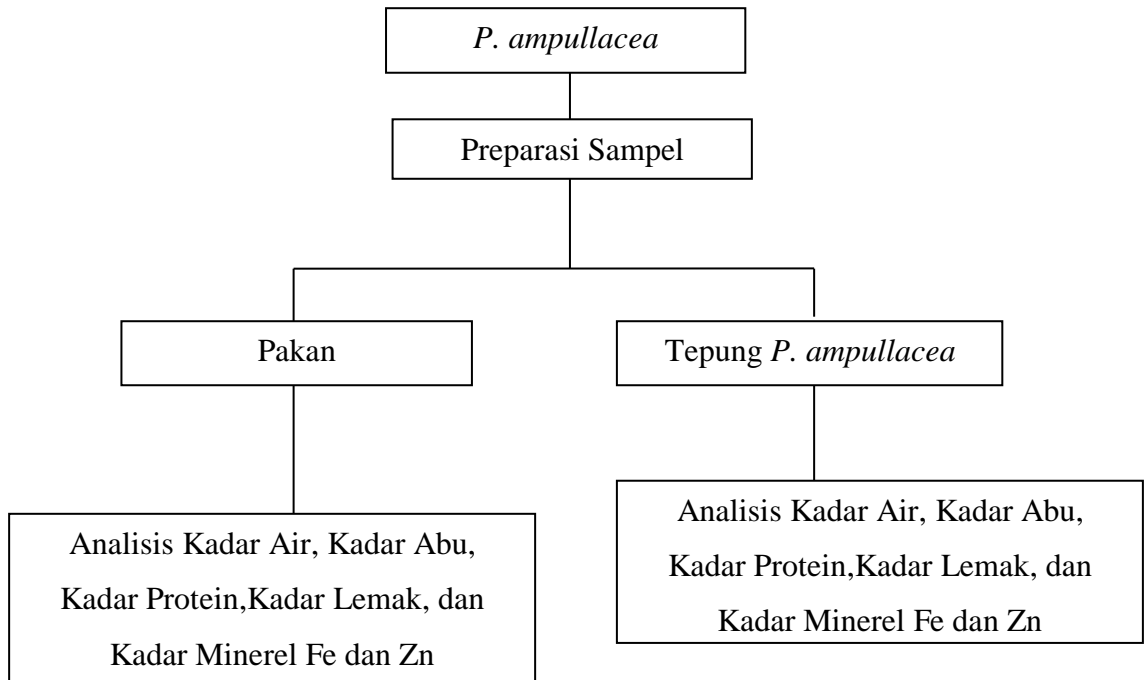 P. ampullacea
Preparasi Sampel
Pakan
Tepung P. ampullacea
Analisis Kadar Air, Kadar Abu,
Kadar Protein,Kadar Lemak, dan
Kadar Minerel Fe dan Zn
Analisis Kadar Air, Kadar Abu,
Kadar Protein,Kadar Lemak, dan
Kadar Minerel Fe dan Zn